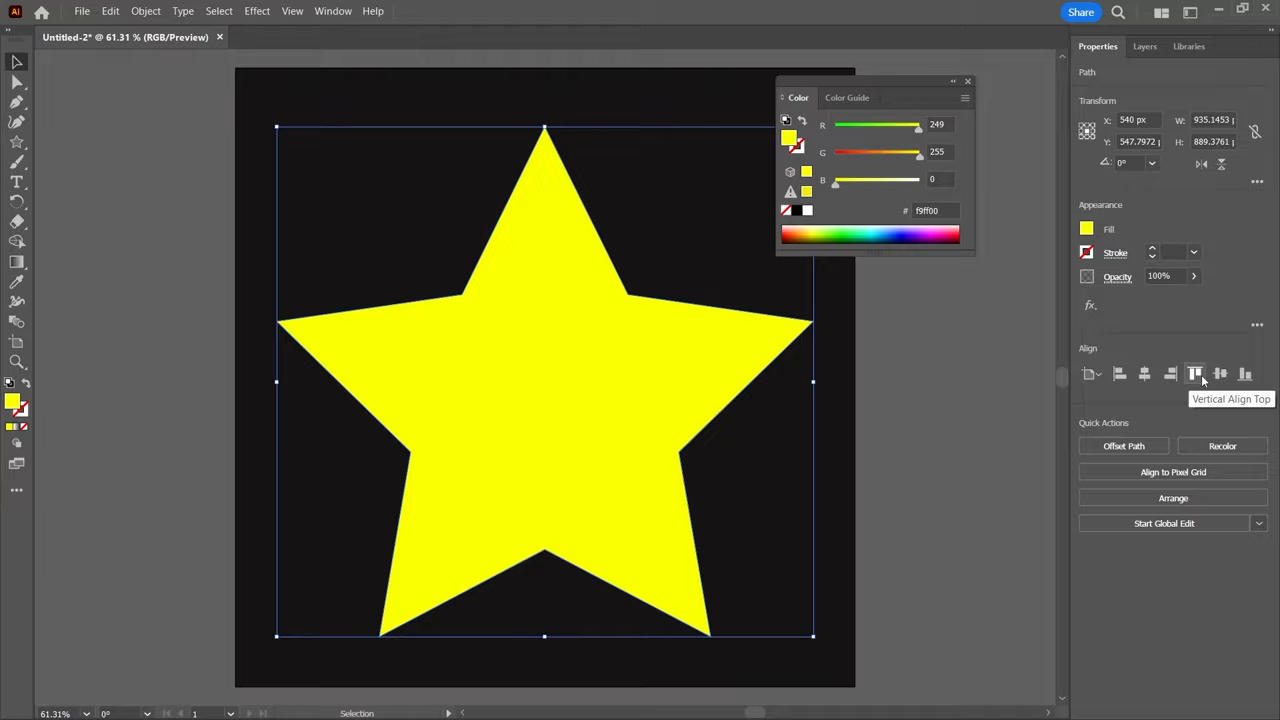 Ai File Edit Object Type Select Effect View Window Help Share
Untitled-2* @ 61.31 % (RGB/Preview) ×
Properties Layers Libraries
Path
Transform
X: 540 px W: 935.1453 p
Y: 547.7972 p H: 889.3761 p
0°
Color Color Guide
R 249
G 255
B 0
# f9ff00
Appearance
Fill
Stroke
Opacity 100%
fx.
Align
Vertical Align Top
Quick Actions
Offset Path Recolor
Align to Pixel Grid
Arrange
Start Global Edit
61.31% 0° 1 Selection